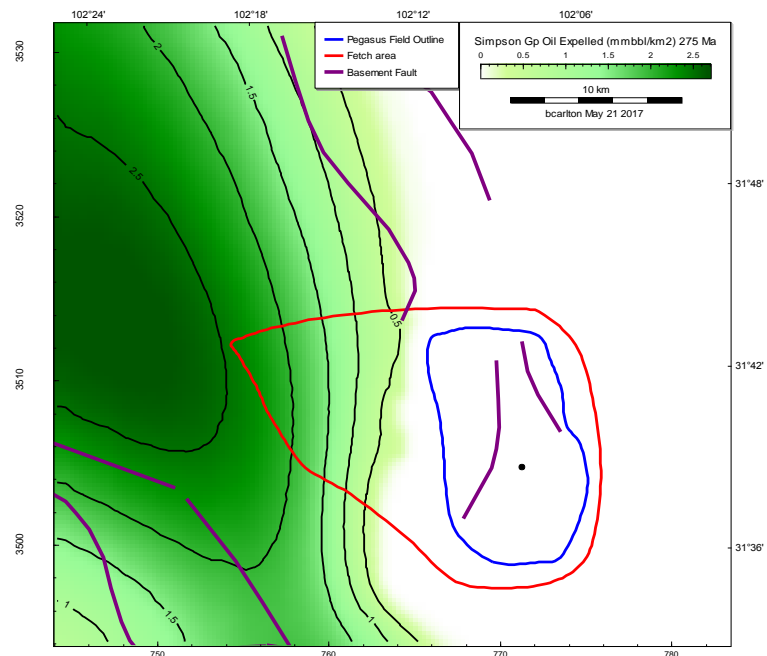 102°24' 102°18' 102°12' 102°06'
Pegasus Field Outline
Fetch area
Basement Fault
Simpson Gp Oil Expelled (mmbbl/km2) 275 Ma
0 0.5 1 1.5 2 2.5
10 km
bcarlton May 21 2017
3530
2
1.5
2.5
31°48'
3520
0.5
31°42'
3510
3500
31°36'
1
1.5
1
750 760 770 780